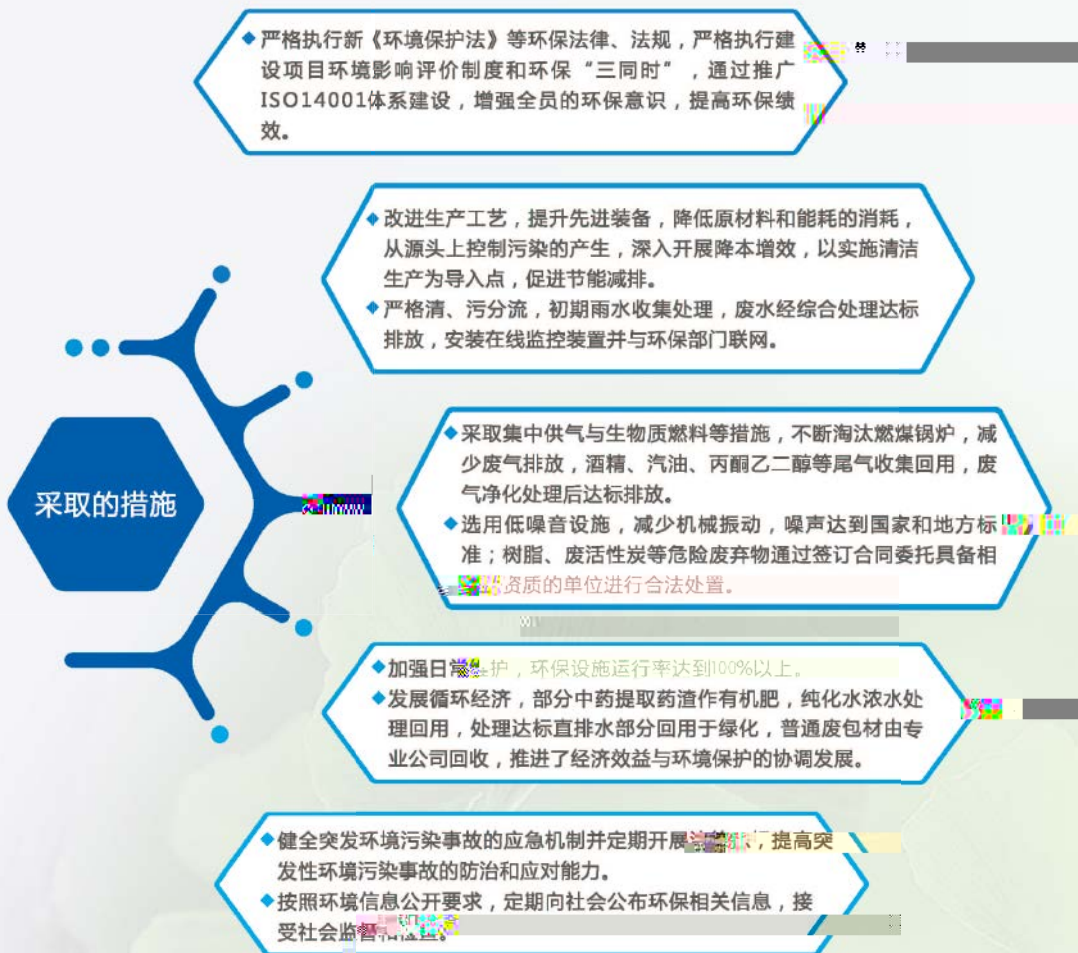 ◆严格执行新《环境保护法》等环保法律、法规，严格执行建
设项目环境影响评价制度和环保“三同时”，通过推广
ISO14001体系建设，增强全员的环保意识，提高环保绩
效。
◆改进生产工艺，提升先进装备，降低原材料和能耗的消耗，
从源头上控制污染的产生，深入开展降本增效，以实施清洁
生产为导入点，促进节能减排。
◆严格清、污分流，初期雨水收集处理，废水经综合处理达标
排放，安装在线监控装置并与环保部门联网。
采取的措施
◆采取集中供气与生物质燃料等措施，不断淘汰燃煤锅炉，减
少废气排放，酒精、汽油、丙酮乙二醇等尾气收集回用，废
气净化处理后达标排放。
◆选用低噪音设施，减少机械振动，噪声达到国家和地方标
准；树脂、废活性炭等危险废弃物通过签订合同委托具备相
资质的单位进行合法处置。
◆加强日常护，环保设施运行率达到100%以上。
◆发展循环经济，部分中药提取药渣作有机肥，纯化水浓水处
理回用，处理达标直排水部分回用于绿化，普通废包材由专
业公司回收，推进了经济效益与环境保护的协调发展。
◆健全突发环境污染事故的应急机制并定期开展，提高突
发性环境污染事故的防治和应对能力。
◆按照环境信息公开要求，定期向社会公布环保相关信息，接
受社会监督和检查。